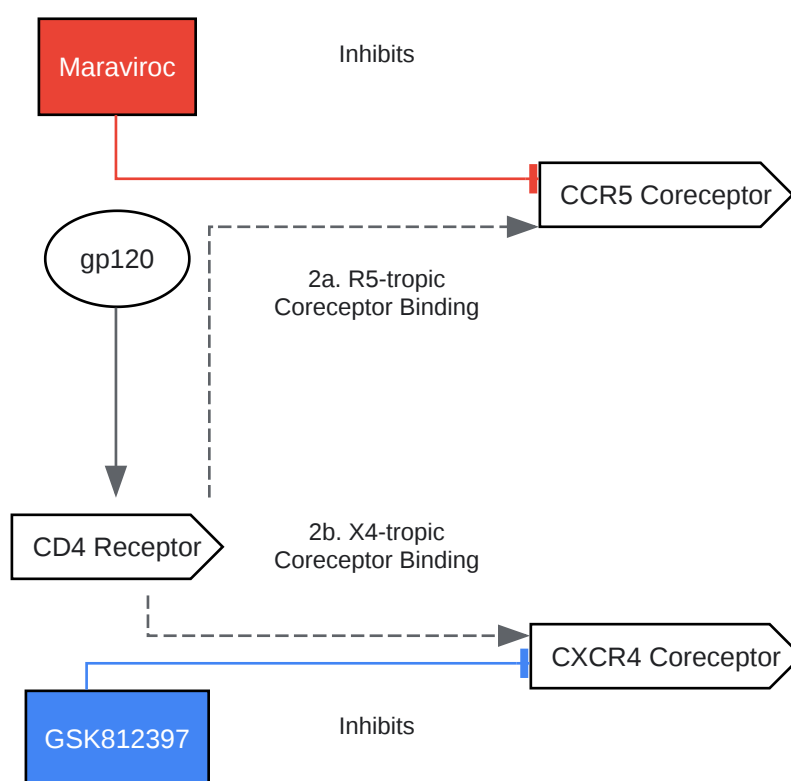 Maraviroc
Inhibits
CCR5 Coreceptor
gp120
2a. R5-tropic
Coreceptor Binding
2b. X4-tropic
Coreceptor Binding
CD4 Receptor
CXCR4 Coreceptor
GSK812397
Inhibits